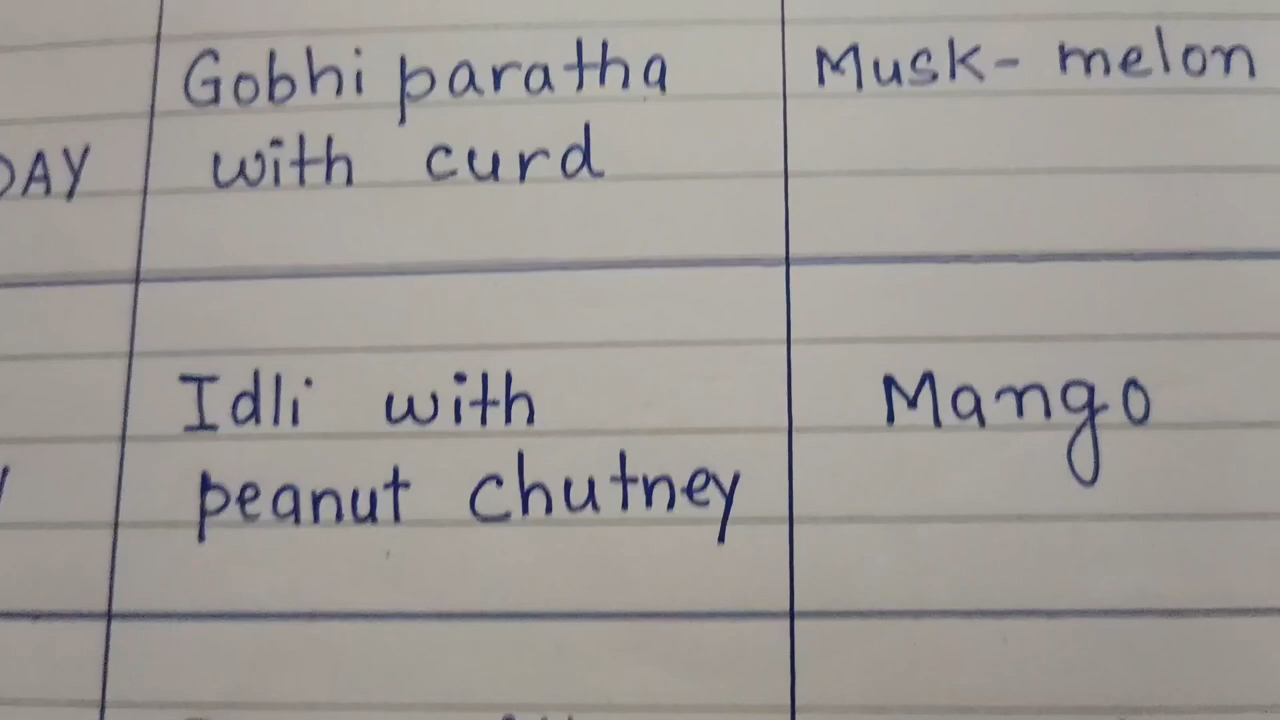 Gobhi paratha Musk- melon
DAY with curd
Idli with Mango
peanut chutney